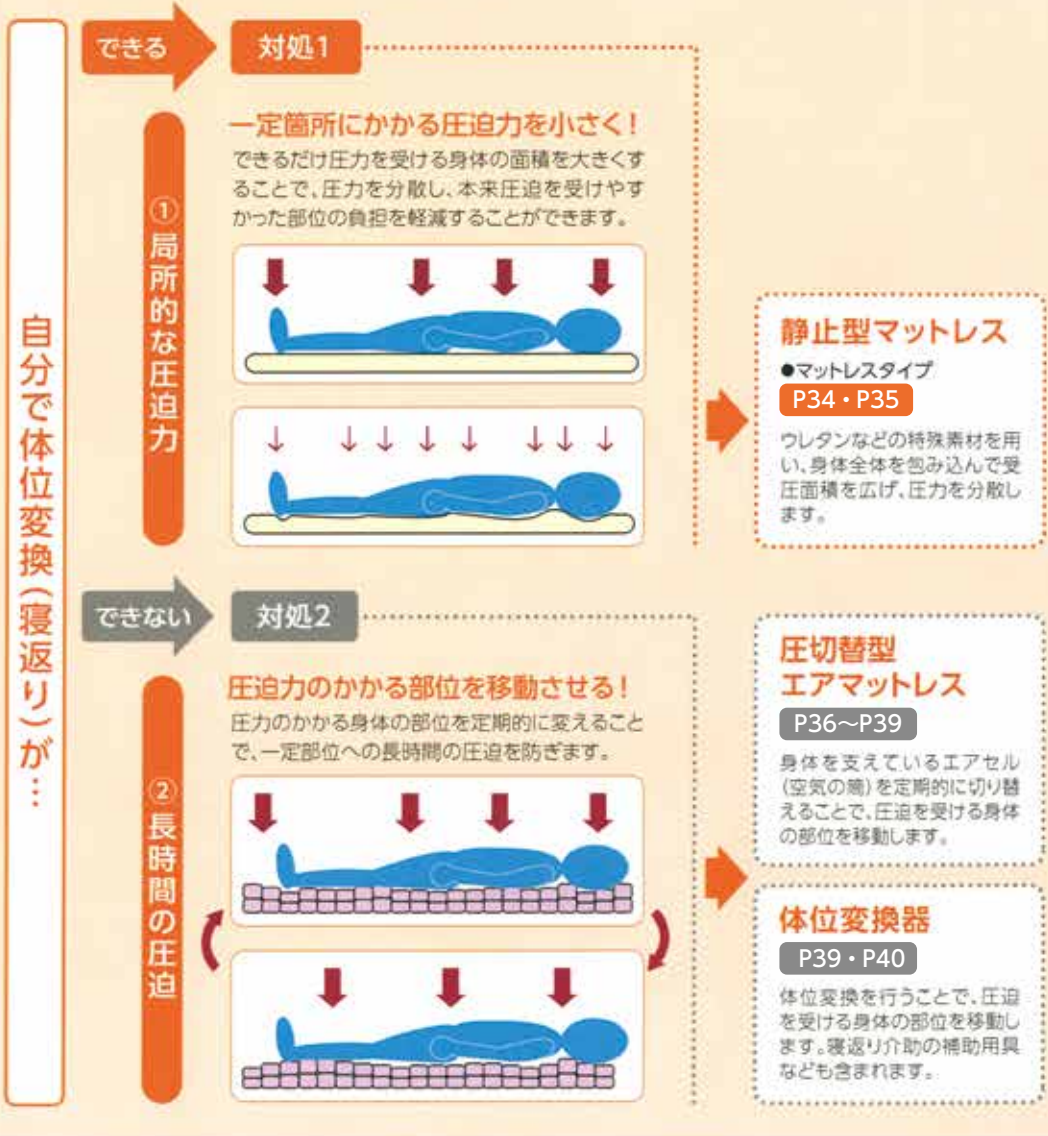 自分で体位変換(寝返り)が…
できる
対処1
①局所的な圧迫力
一定箇所にかかる圧迫力を小さく!
できるだけ圧力を受ける身体の面積を大きくす
ることで、圧力を分散し、本来圧迫を受けやす
かった部位の負担を軽減することができます。
静止型マットレス
●マットレスタイプ
P34・P35
ウレタンなどの特殊素材を用
い、身体全体を包み込んで受
圧面積を広げ、圧力を分散し
ます。
できない
対処2
②長時間の圧迫
圧迫力のかかる部位を移動させる!
圧力のかかる身体の部位を定期的に変えること
で、一定部位への長時間の圧迫を防ぎます。
圧切替型
エアマットレス
P36〜P39
身体を支えているエアセル
(空気の筒)を定期的に切り替
えることで、圧迫を受ける身体
の部位を移動します。
体位変換器
P39・P40
体位変換を行うことで、圧迫
を受ける身体の部位を移動し
ます。寝返り介助の補助用具
なども含まれます。